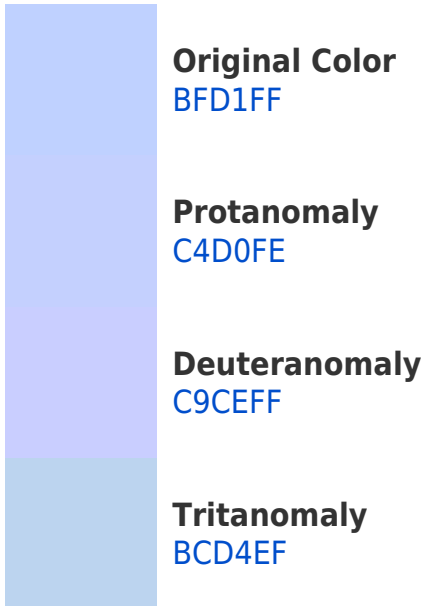 Original Color
BFD1FF
Protanomaly
C4D0FE
Deuteranomaly
C9CEFF
Tritanomaly
BCD4EF